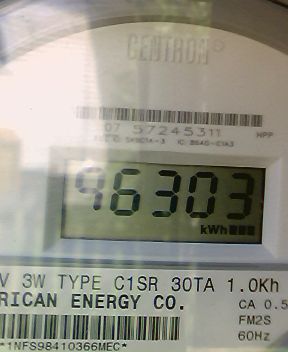 CENTRON
07 57245311 HPP
96303
kWh
V 3W TYPE C1SR 30TA 1.0Kh
RICAN ENERGY CO.
CA 0.5
FM2S
*1NFS98410366MEC*
60Hz